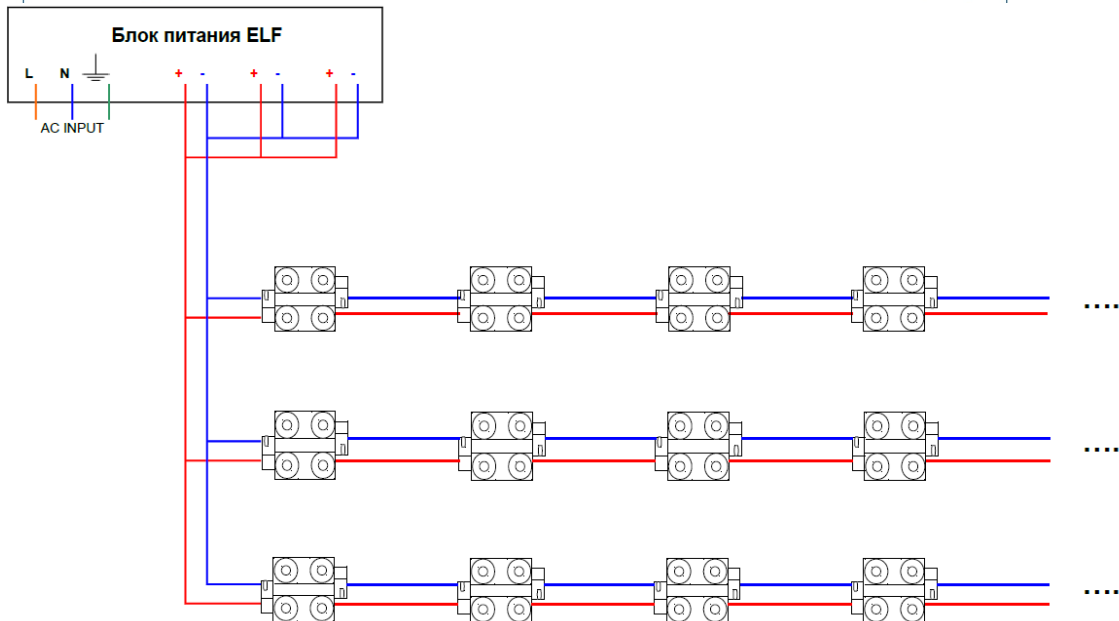 Блок питания ELF
L N + - + - + -
AC INPUT
....
....
....